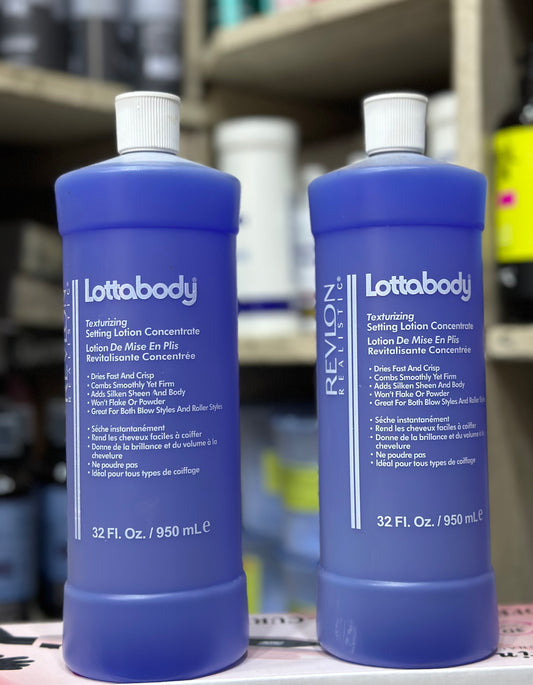 Lottabody®
Texturizing
Setting Lotion Concentrate
Lotion De Mise En Plis
Revitalisante Concentrée
• Dries Fast And Crisp
• Combs Smoothly Yet Firm
• Adds Silken Sheen And Body
• Won't Flake Or Powder
• Great For Both Blow Styles And Roller Styles
• Séche instantanément
• Rend les cheveux faciles à coiffer
• Donne de la brillance et du volume à la
chevelure
• Ne poudre pas
• Idéal pour tous types de coiffage
32 Fl. Oz. / 950 mL ℮
REVLON
REALISTIC®
Lottabody®
Texturizing
Setting Lotion Concentrate
Lotion De Mise En Plis
Revitalisante Concentrée
• Dries Fast And Crisp
• Combs Smoothly Yet Firm
• Adds Silken Sheen And Body
• Won't Flake Or Powder
• Great For Both Blow Styles And Roller Styles
• Séche instantanément
• Rend les cheveux faciles à coiffer
• Donne de la brillance et du volume à la
chevelure
• Ne poudre pas
• Idéal pour tous types de coiffage
32 Fl. Oz. / 950 mL ℮